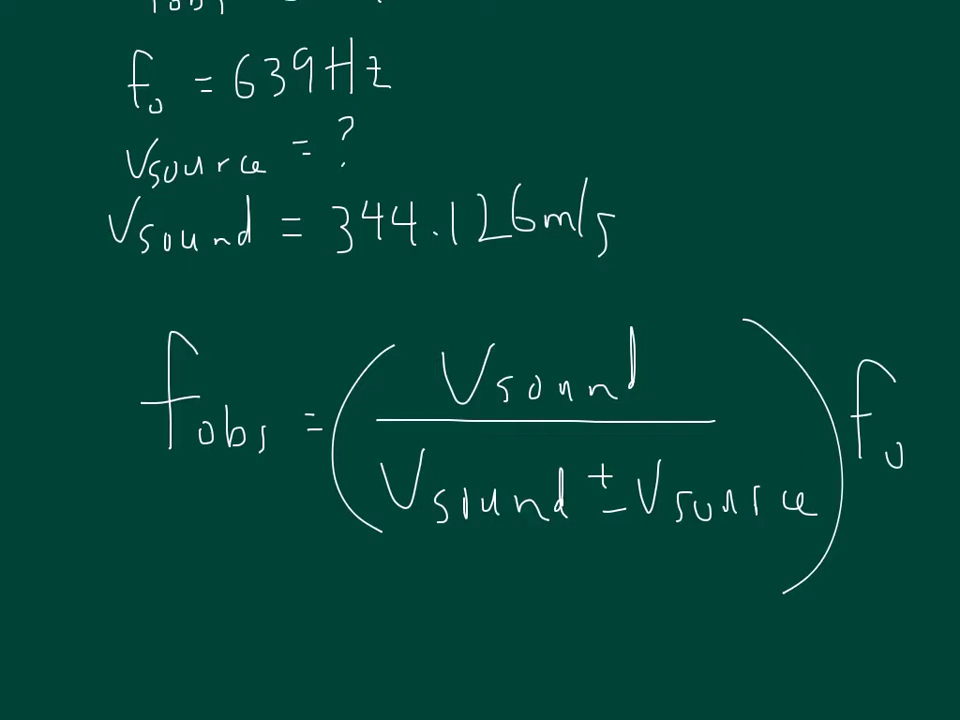 f₀ = 639Hz
Vsource = ?
Vsound = 344.126m/s
fobs = (Vsound / (Vsound ± Vsource)) f₀